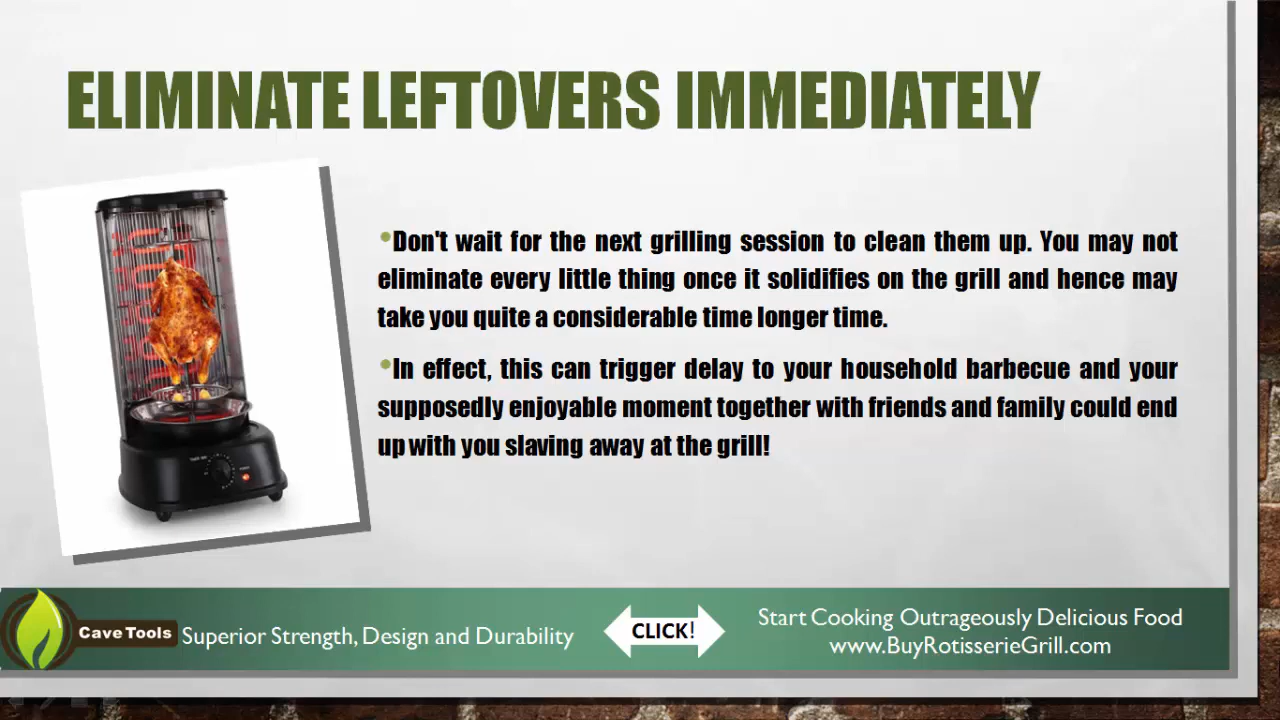 ELIMINATE LEFTOVERS IMMEDIATELY
•Don't wait for the next grilling session to clean them up. You may not
eliminate every little thing once it solidifies on the grill and hence may
take you quite a considerable time longer time.
•In effect, this can trigger delay to your household barbecue and your
supposedly enjoyable moment together with friends and family could end
up with you slaving away at the grill!
Cave Tools
Superior Strength, Design and Durability
CLICK!
Start Cooking Outrageously Delicious Food
www.BuyRotisserieGrill.com